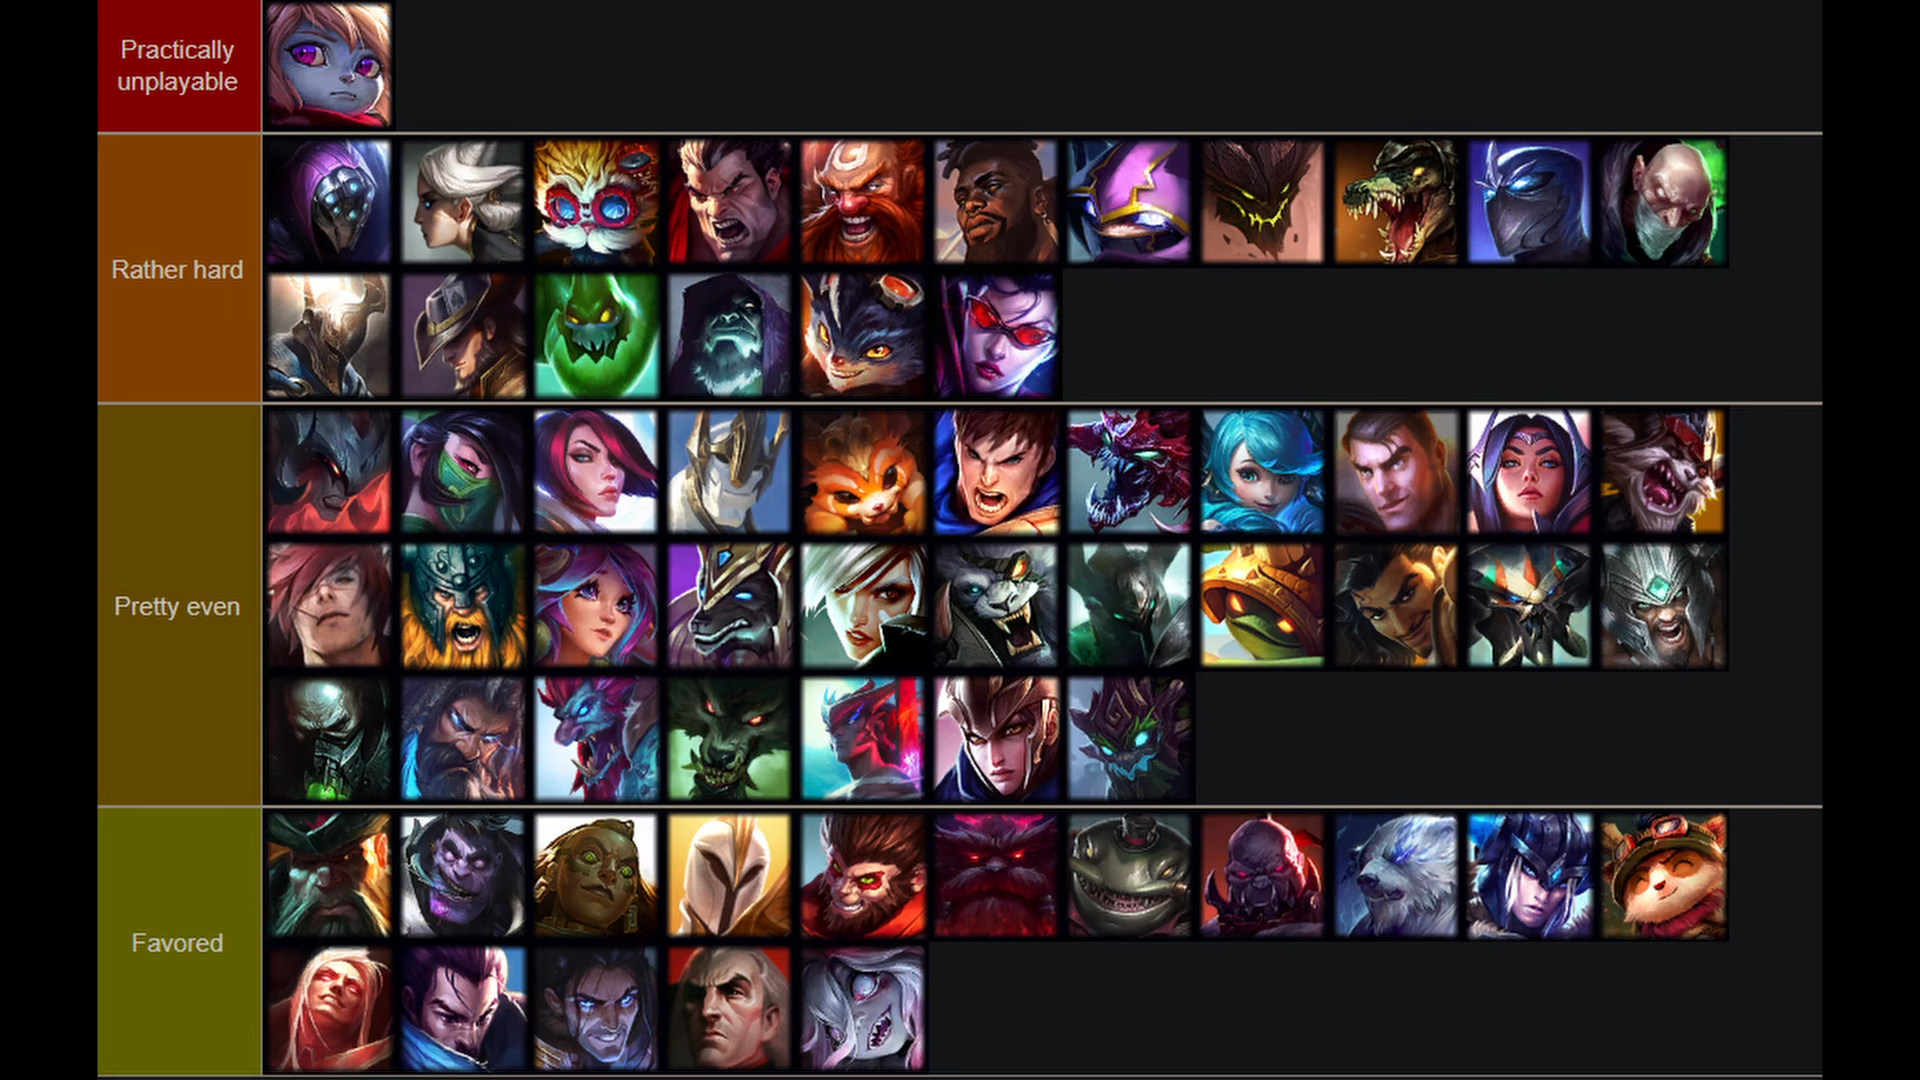 Practically
unplayable
Rather hard
Pretty even
Favored